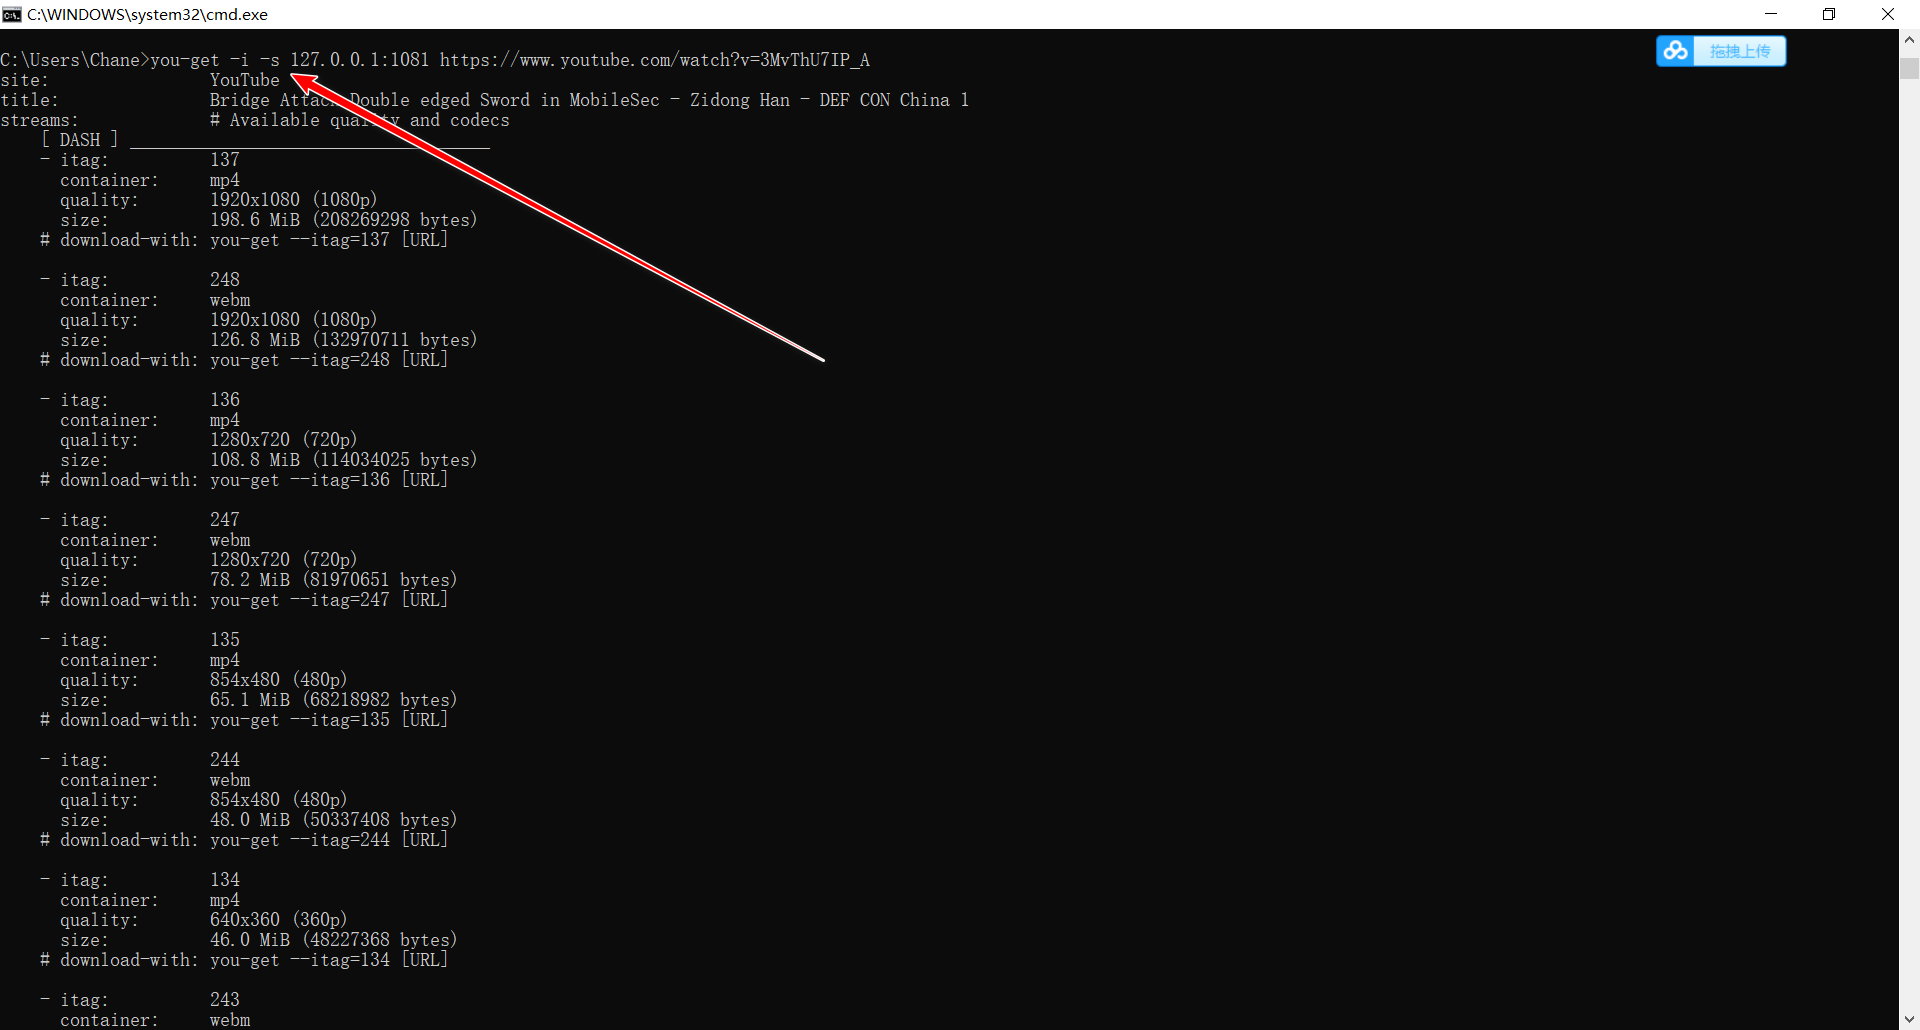 C:\WINDOWS\system32\cmd.exe
拖拽上传
C:\Users\Chane>you-get -i -s 127.0.0.1:1081 https://www.youtube.com/watch?v=3MvThU7IP_A
site: YouTube
title: Bridge Attack Double edged Sword in MobileSec - Zidong Han - DEF CON China 1
streams: # Available quality and codecs
[ DASH ] ____________________________________
- itag: 137
container: mp4
quality: 1920x1080 (1080p)
size: 198.6 MiB (208269298 bytes)
# download-with: you-get --itag=137 [URL]
- itag: 248
container: webm
quality: 1920x1080 (1080p)
size: 126.8 MiB (132970711 bytes)
# download-with: you-get --itag=248 [URL]
- itag: 136
container: mp4
quality: 1280x720 (720p)
size: 108.8 MiB (114034025 bytes)
# download-with: you-get --itag=136 [URL]
- itag: 247
container: webm
quality: 1280x720 (720p)
size: 78.2 MiB (81970651 bytes)
# download-with: you-get --itag=247 [URL]
- itag: 135
container: mp4
quality: 854x480 (480p)
size: 65.1 MiB (68218982 bytes)
# download-with: you-get --itag=135 [URL]
- itag: 244
container: webm
quality: 854x480 (480p)
size: 48.0 MiB (50337408 bytes)
# download-with: you-get --itag=244 [URL]
- itag: 134
container: mp4
quality: 640x360 (360p)
size: 46.0 MiB (48227368 bytes)
# download-with: you-get --itag=134 [URL]
- itag: 243
container: webm